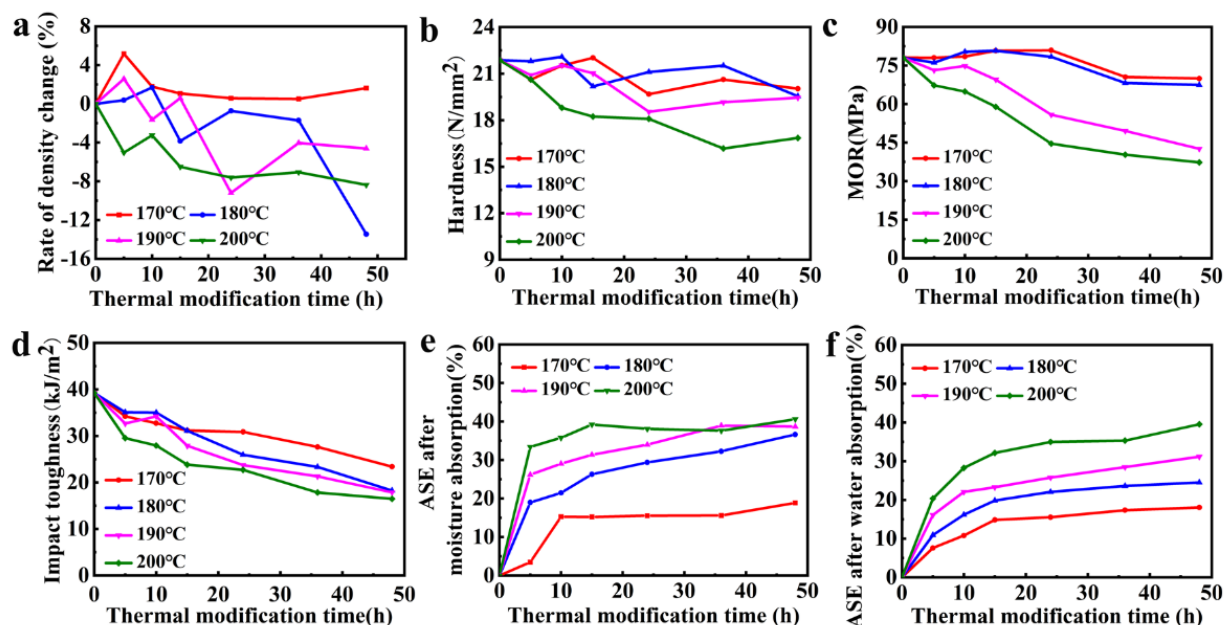 a
Rate of density change (%)
8
4
0
-4
-8
-12
-16
170°C
180°C
190°C
200°C
0 10 20 30 40 50
Thermal modification time (h)
b
Hardness (N/mm²)
24
21
18
15
12
9
170°C
180°C
190°C
200°C
0 10 20 30 40 50
Thermal modification time(h)
c
MOR(MPa)
90
75
60
45
30
15
0
170°C
180°C
190°C
200°C
0 10 20 30 40 50
Thermal modification time(h)
d
Impact toughness (kJ/m²)
50
40
30
20
10
0
170°C
180°C
190°C
200°C
0 10 20 30 40 50
Thermal modification time(h)
e
ASE after
moisture absorption(%)
60
50
40
30
20
10
0
170°C
180°C
190°C
200°C
0 10 20 30 40 50
Thermal modification time(h)
f
ASE after water absorption(%)
60
50
40
30
20
10
0
170°C
180°C
190°C
200°C
0 10 20 30 40 50
Thermal modification time (h)